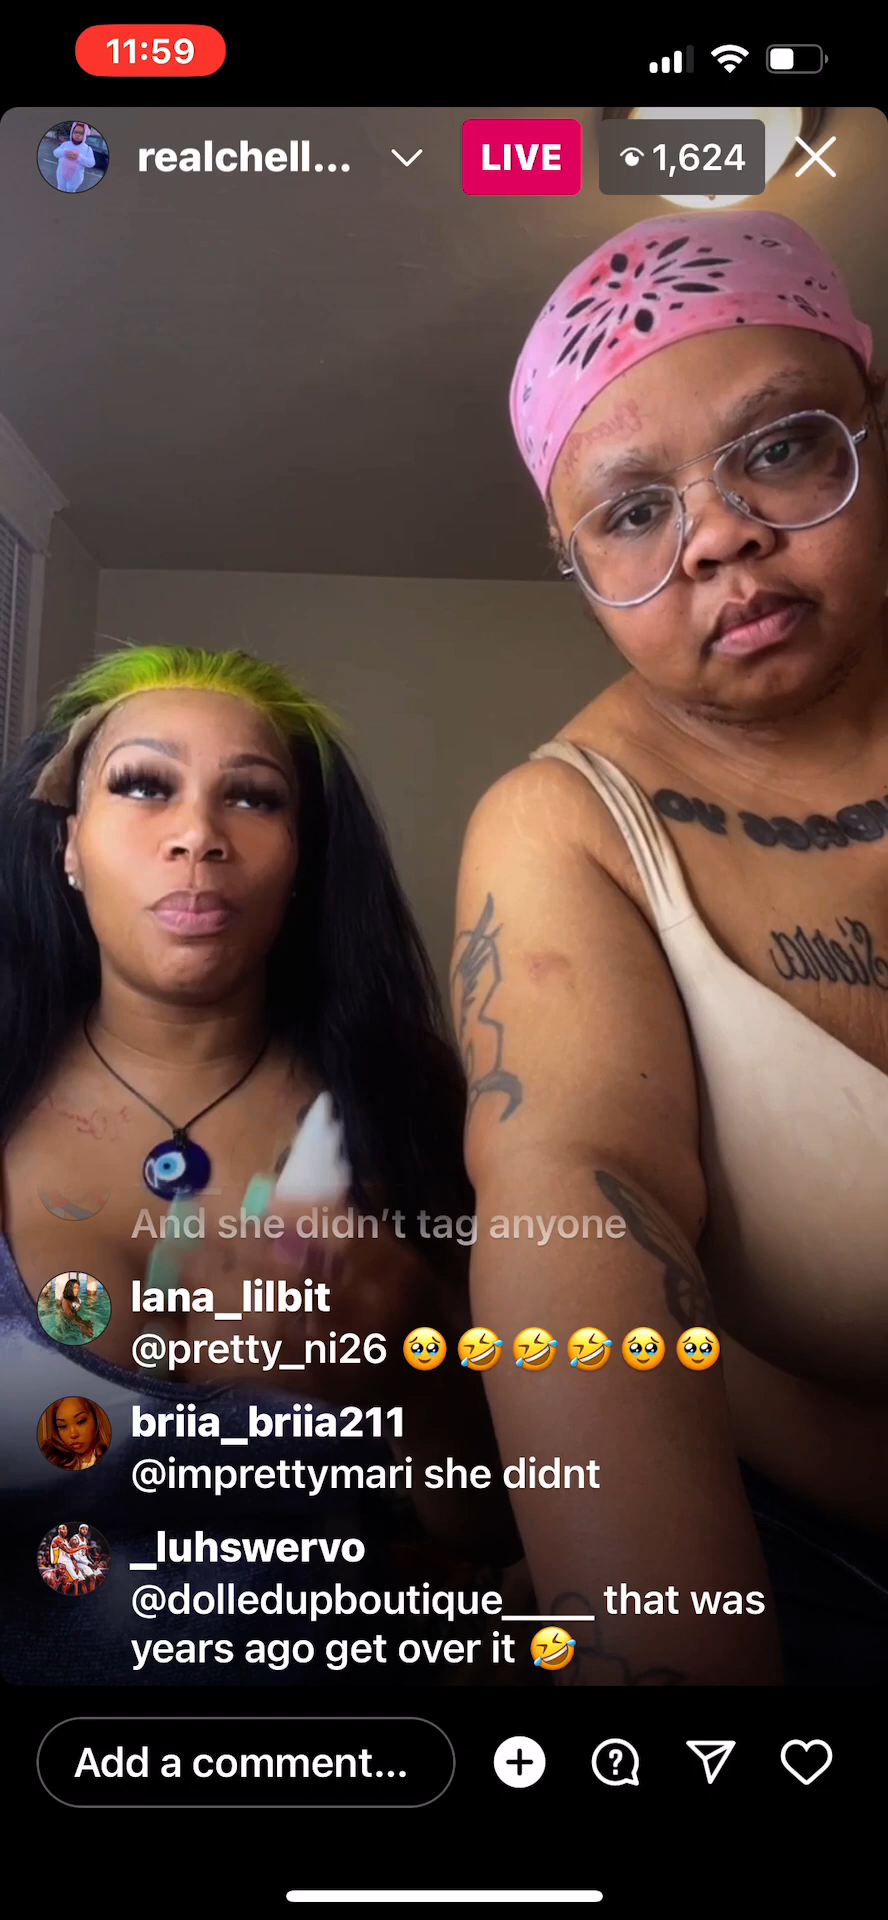 11:59
realchell...
LIVE
1,624
And she didn't tag anyone
lana_lilbit
@pretty_ni26 🥹 🤣 🤣 🤣 🥹 🥹
briia_briia211
@imprettymari she didnt
_luhswervo
@dolledupboutique____ that was
years ago get over it 🤣
Add a comment...